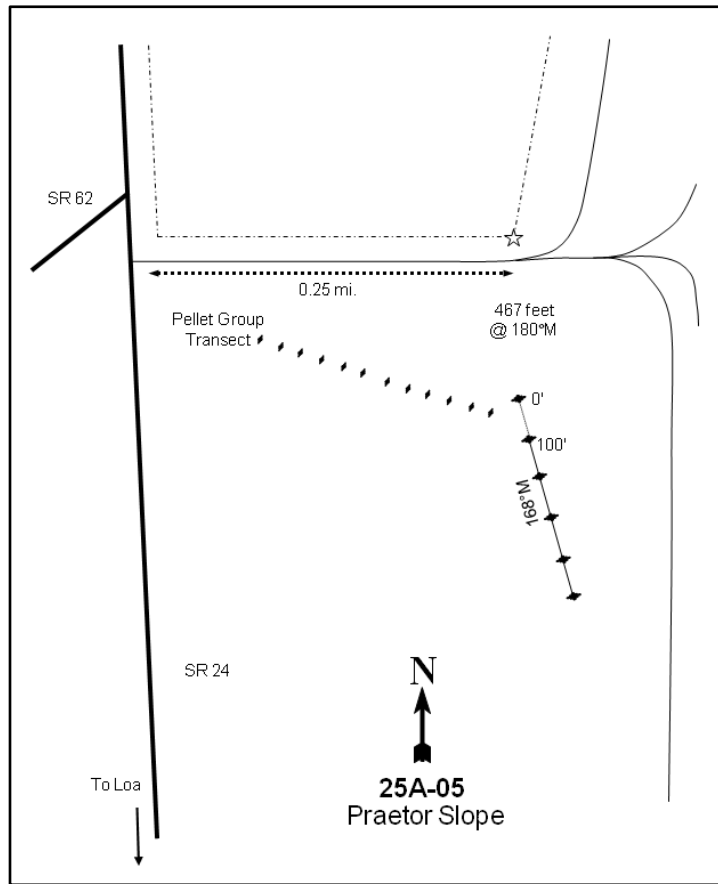 SR 62
0.25 mi.
Pellet Group
Transect
467 feet
@ 180°M
0'
100'
168°M
SR 24
N
To Loa
25A-05
Praetor Slope